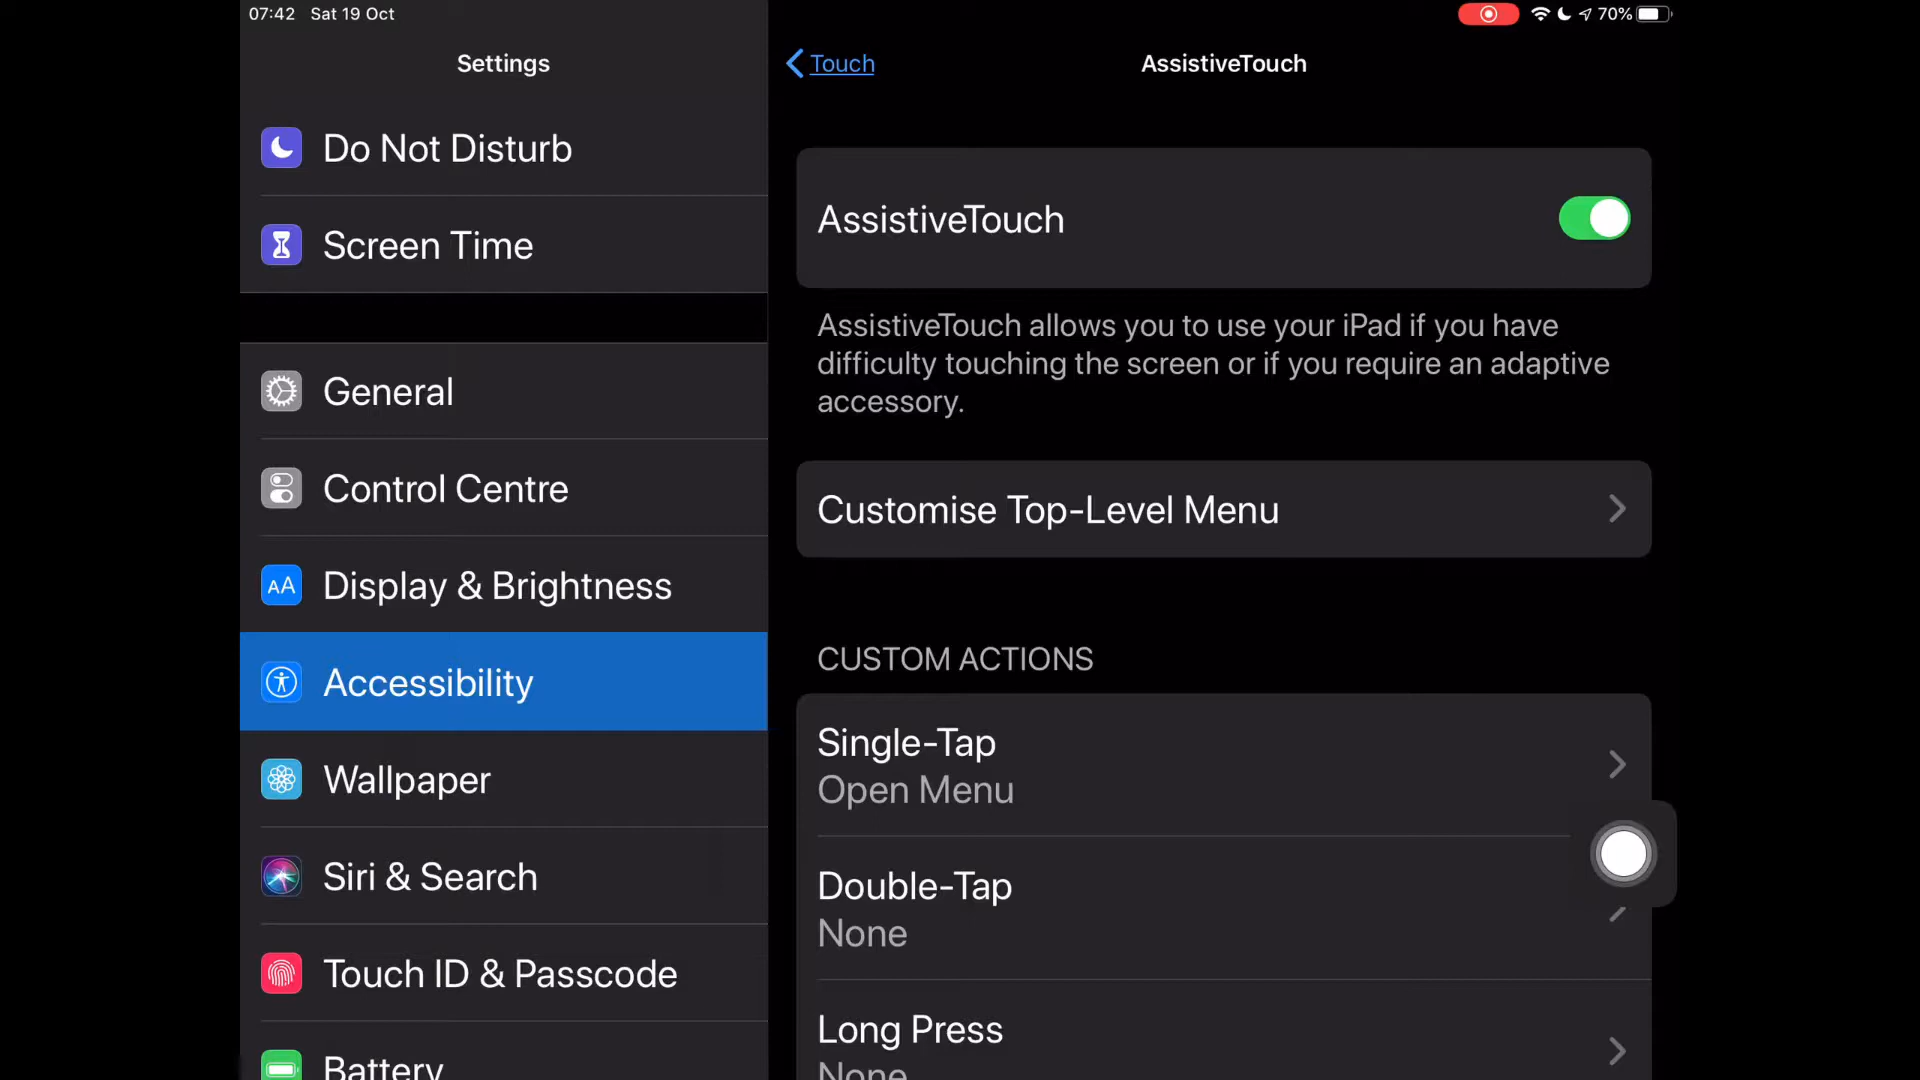 07:42 Sat 19 Oct
70%
Settings
Do Not Disturb
Screen Time
General
Control Centre
AA Display & Brightness
Accessibility
Wallpaper
Siri & Search
Touch ID & Passcode
Battery
Touch
AssistiveTouch
AssistiveTouch
AssistiveTouch allows you to use your iPad if you have
difficulty touching the screen or if you require an adaptive
accessory.
Customise Top-Level Menu
CUSTOM ACTIONS
Single-Tap
Open Menu
Double-Tap
None
Long Press
None